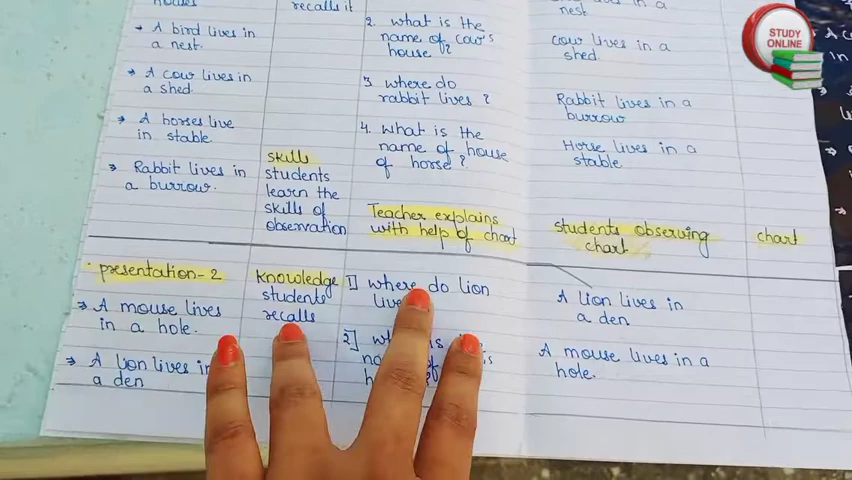 houses
→ A bird lives in
a nest.
→ A cow lives in
a shed
→ A horses live
in stable.
→ Rabbit lives in
a burrow.
recalls it
skills
students
learn the
skills of
observation
2. what is the
name of cow's
house?
3 where do
rabbit lives ?
4. What is the
name of house
of horse?
Teacher explains
with help of chart
in a
nest
cow lives in a
shed.
Rabbit lives in a
burrow
Horse lives in a
stable
students observing
chart
chart
presentation-2
→ A mouse lives
in a hole.
→ A lion lives in
a den
Knowledge
students
recalls
1] where do lion
live
2]
A lion lives in
a den
A mouse lives in a
hole.
STUDY
ONLINE